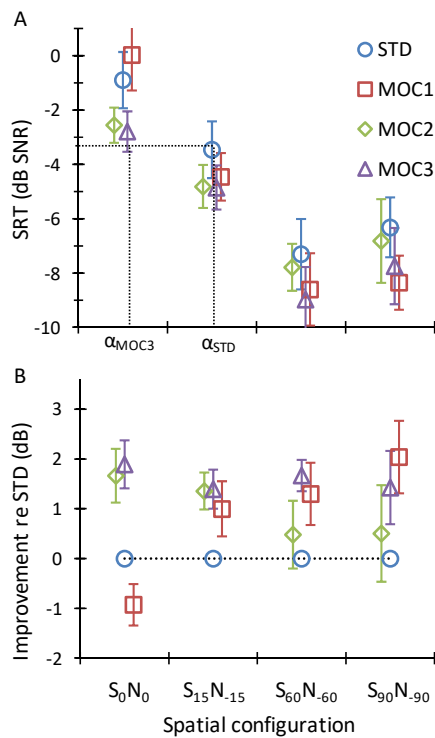 A
0
-2
-4
-6
-8
-10
SRT (dB SNR)
STD
MOC1
MOC2
MOC3
αMOC3
αSTD
B
3
2
1
0
-1
-2
Improvement re STD (dB)
S0N0
S15N-15
S60N-60
S90N-90
Spatial configuration